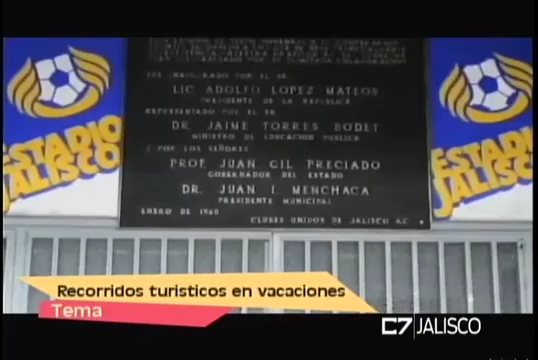 FUE INAUGURADO POR EL SR.
LIC ADOLFO LOPEZ MATEOS
PRESIDENTE DE LA REPUBLICA
REPRESENTADO POR EL SR
DR. JAIME TORRES BODET
MINISTRO DE EDUCACION PUBLICA
Y POR LOS SEÑORES
PROF. JUAN GIL PRECIADO
GOBERNADOR DEL ESTADO
DR. JUAN I. MENCHACA
PRESIDENTE MUNICIPAL
ENERO DE 1960
CLUBES UNIDOS DE JALISCO A.C
ESTADIO
JALISCO
ESTADIO
JALISCO
Recorridos turisticos en vacaciones
Tema
C7 JALISCO